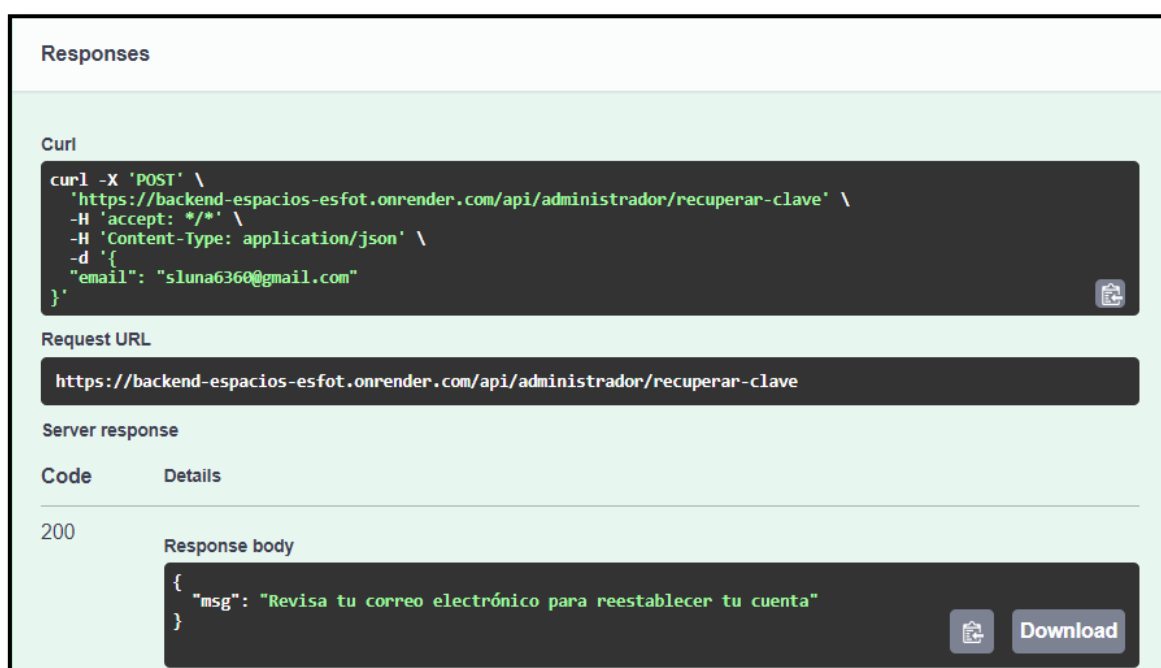 Responses
Curl
curl -X 'POST' \
'https://backend-espacios-esfot.onrender.com/api/administrador/recuperar-clave' \
-H 'accept: */*' \
-H 'Content-Type: application/json' \
-d '{
"email": "sluna6360@gmail.com"
}'
Request URL
https://backend-espacios-esfot.onrender.com/api/administrador/recuperar-clave
Server response
Code Details
200
Response body
{
"msg": "Revisa tu correo electrónico para reestablecer tu cuenta"
}
Download